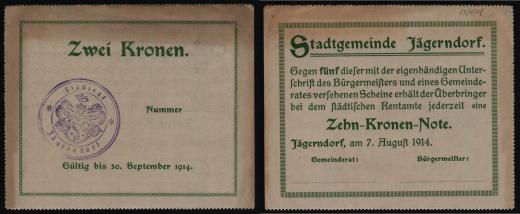 Zwei Kronen.
Stadtrat
Jägerndorf
Nummer
Gültig bis 30. September 1914.
Stadtgemeinde Jägerndorf.
Gegen fünf dieser mit der eigenhändigen Unter-
schrift des Bürgermeisters und eines Gemeinde-
rates versehenen Scheine erhält der Überbringer
bei dem städtischen Rentamte jederzeit eine
Zehn-Kronen-Note.
Jägerndorf, am 7. August 1914.
Gemeinderat: Bürgermeister: